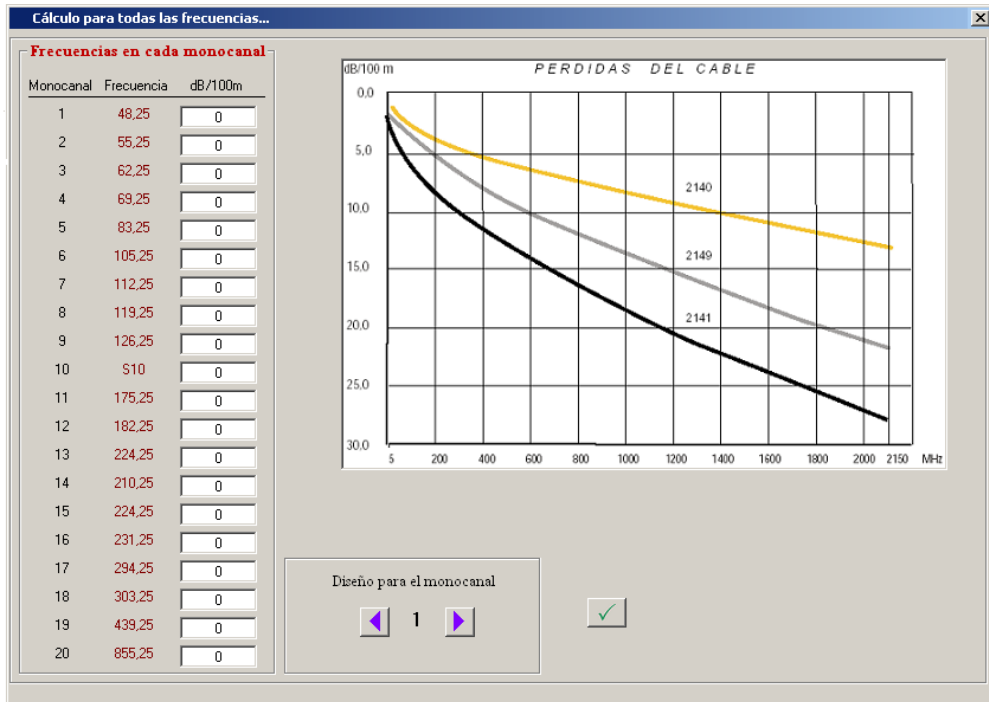 Cálculo para todas las frecuencias...
Frecuencias en cada monocanal
Monocanal Frecuencia dB/100m
1 48,25 0
2 55,25 0
3 62,25 0
4 69,25 0
5 83,25 0
6 105,25 0
7 112,25 0
8 119,25 0
9 126,25 0
10 S10 0
11 175,25 0
12 182,25 0
13 224,25 0
14 210,25 0
15 224,25 0
16 231,25 0
17 294,25 0
18 303,25 0
19 439,25 0
20 855,25 0
dB/100 m PERDIDAS DEL CABLE
0,0
5,0
10,0
15,0
20,0
25,0
30,0
2140
2149
2141
5 200 400 600 800 1000 1200 1400 1600 1800 2000 2150 MHz
Diseño para el monocanal
1